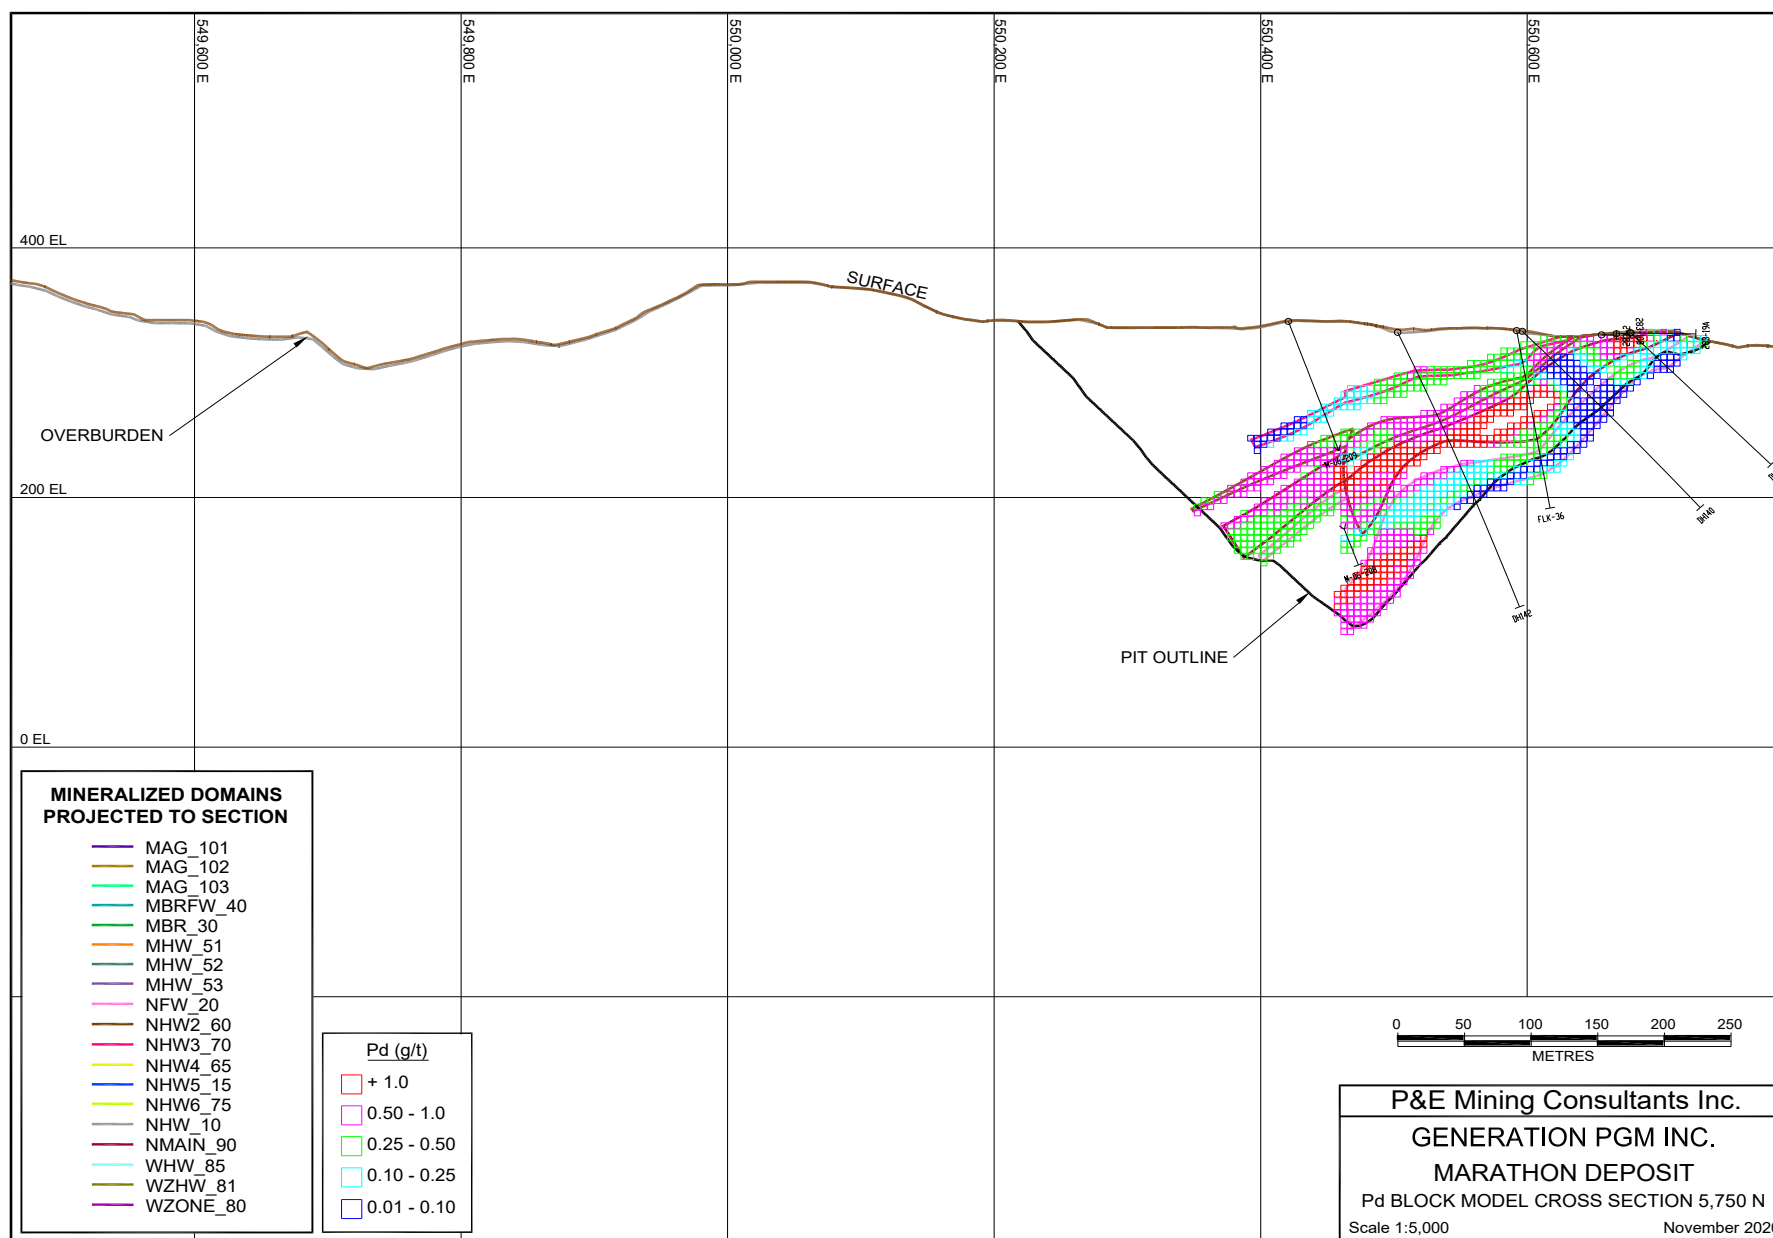 549,600 E
549,800 E
550,000 E
550,200 E
550,400 E
550,600 E
400 EL
SURFACE
OVERBURDEN
200 EL
M-06-209
M-06-208
FLK-36
DH140
DH142
PIT OUTLINE
0 EL
MINERALIZED DOMAINS
PROJECTED TO SECTION
MAG_101
MAG_102
MAG_103
MBRFW_40
MBR_30
MHW_51
MHW_52
MHW_53
NFW_20
NHW2_60
NHW3_70
NHW4_65
NHW5_15
NHW6_75
NHW_10
NMAIN_90
WHW_85
WZHW_81
WZONE_80
Pd (g/t)
+ 1.0
0.50 - 1.0
0.25 - 0.50
0.10 - 0.25
0.01 - 0.10
0 50 100 150 200 250
METRES
P&E Mining Consultants Inc.
GENERATION PGM INC.
MARATHON DEPOSIT
Pd BLOCK MODEL CROSS SECTION 5,750 N
Scale 1:5,000 November 2020